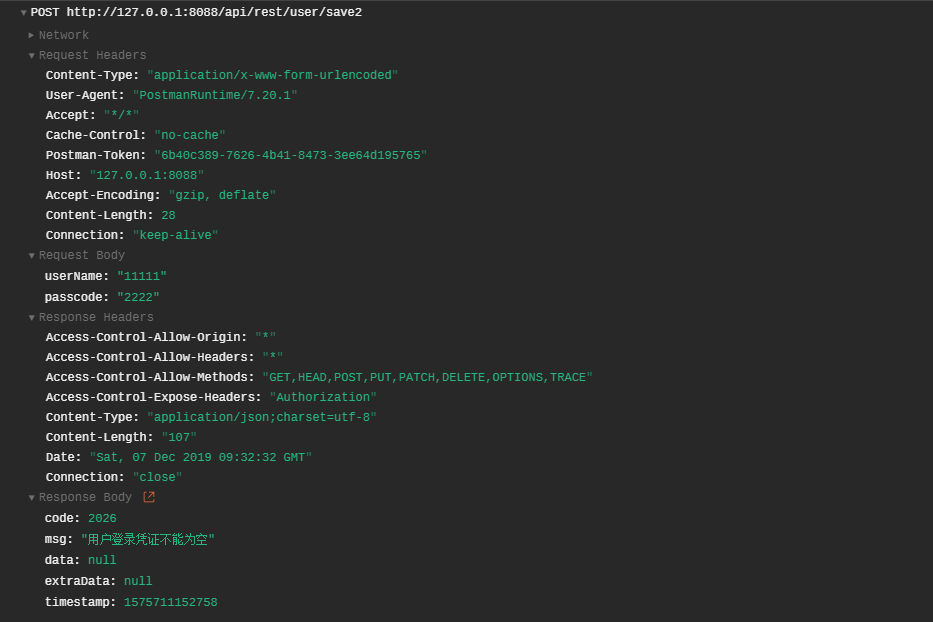 POST http://127.0.0.1:8088/api/rest/user/save2
Network
Request Headers
Content-Type: "application/x-www-form-urlencoded"
User-Agent: "PostmanRuntime/7.20.1"
Accept: "*/*"
Cache-Control: "no-cache"
Postman-Token: "6b40c389-7626-4b41-8473-3ee64d195765"
Host: "127.0.0.1:8088"
Accept-Encoding: "gzip, deflate"
Content-Length: 28
Connection: "keep-alive"
Request Body
userName: "11111"
passcode: "2222"
Response Headers
Access-Control-Allow-Origin: "*"
Access-Control-Allow-Headers: "*"
Access-Control-Allow-Methods: "GET,HEAD,POST,PUT,PATCH,DELETE,OPTIONS,TRACE"
Access-Control-Expose-Headers: "Authorization"
Content-Type: "application/json;charset=utf-8"
Content-Length: "107"
Date: "Sat, 07 Dec 2019 09:32:32 GMT"
Connection: "close"
Response Body
code: 2026
msg: "用户登录凭证不能为空"
data: null
extraData: null
timestamp: 1575711152758